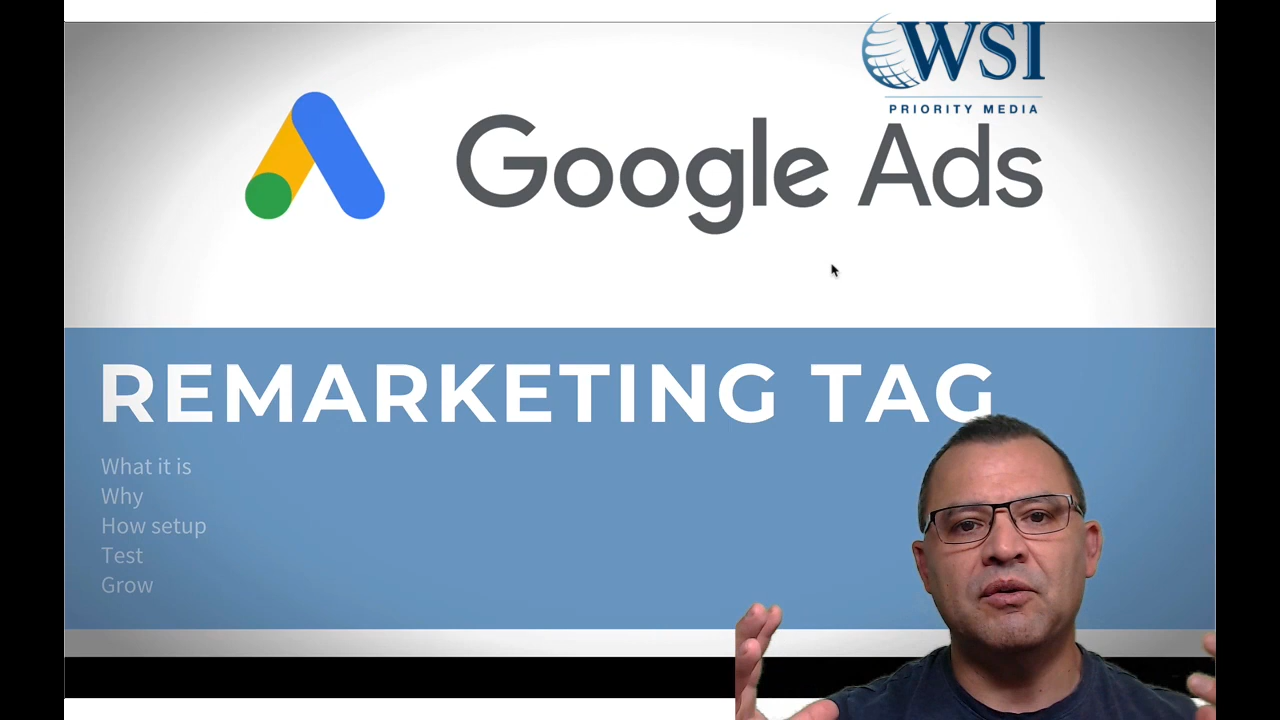 WSI
PRIORITY MEDIA
Google Ads
REMARKETING TAG
What it is
Why
How setup
Test
Grow